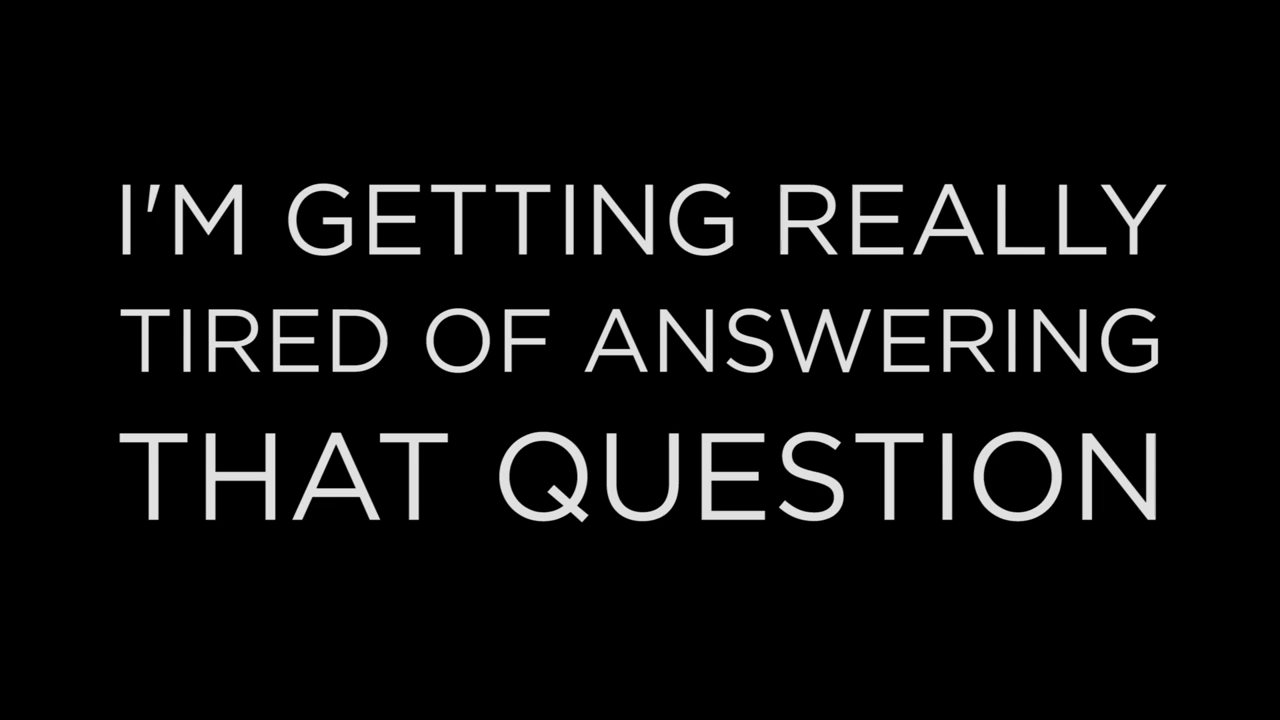 I'M GETTING REALLY
TIRED OF ANSWERING
THAT QUESTION